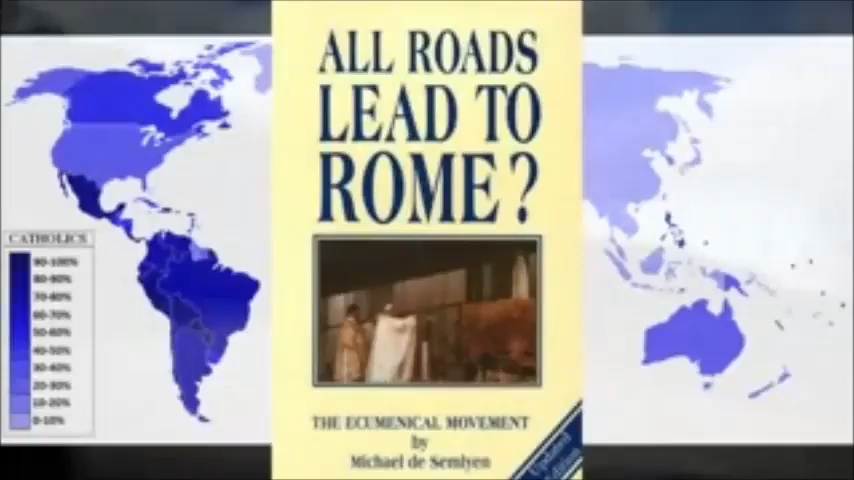 ALL ROADS
LEAD TO
ROME?
THE ECUMENICAL MOVEMENT
by
Michael de Semlyen
Updated
Edition
CATHOLICS
90-100%
80-90%
70-80%
60-70%
50-60%
40-50%
30-40%
20-30%
10-20%
0-10%